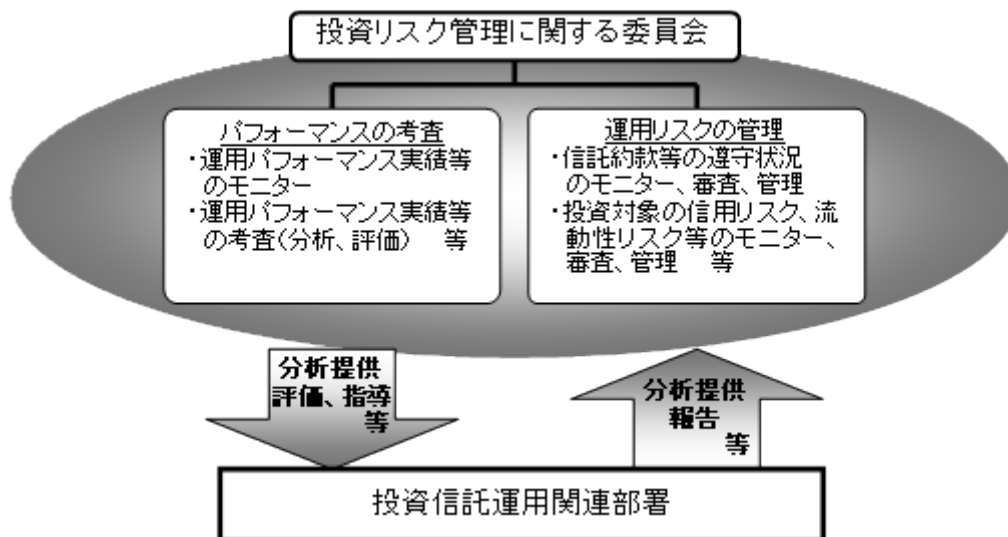 投資リスク管理に関する委員会
パフォーマンスの考査
・運用パフォーマンス実績等
のモニター
・運用パフォーマンス実績等
の考査(分析、評価) 等
運用リスクの管理
・信託約款等の遵守状況
のモニター、審査、管理
・投資対象の信用リスク、流
動性リスク等のモニター、
審査、管理 等
分析提供
評価、指導
等
分析提供
報告
等
投資信託運用関連部署